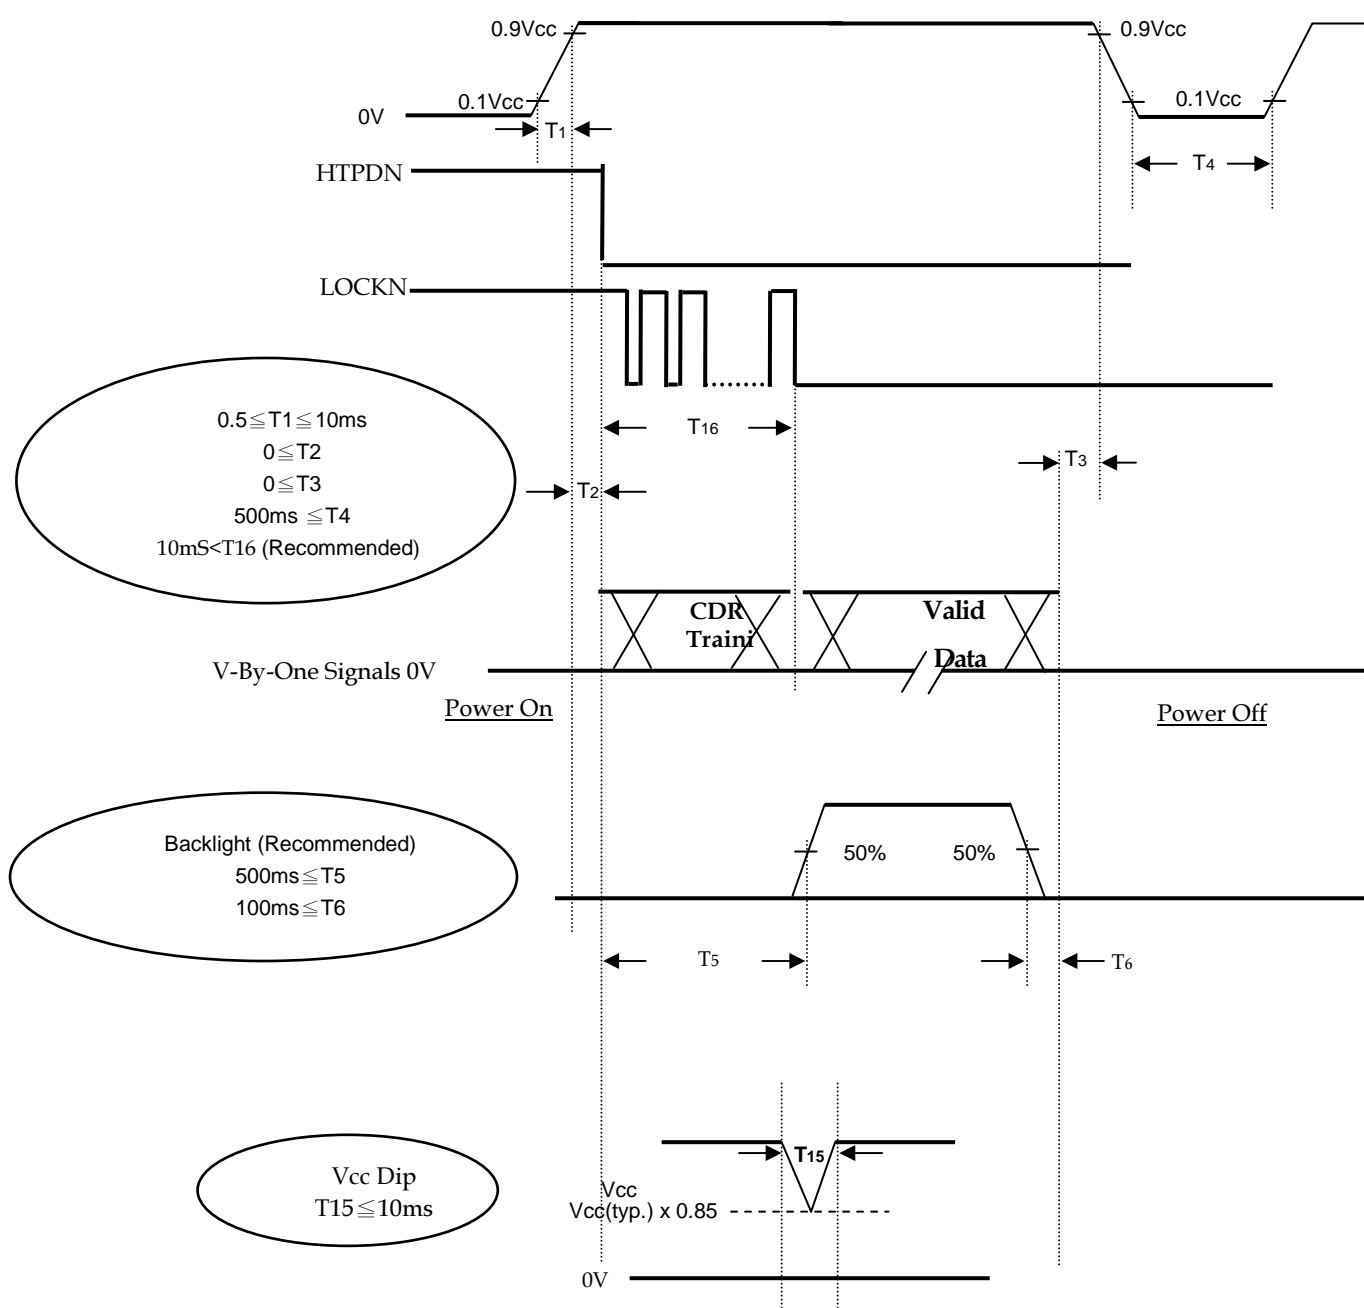 0.9Vcc
0.9Vcc
0.1Vcc
0.1Vcc
0V
T1
T4
HTPDN
LOCKN
0.5≦T1≦10ms
0≦T2
0≦T3
500ms ≦T4
10mS<T16 (Recommended)
T16
T3
T2
CDR
Traini
Valid
Data
V-By-One Signals 0V
Power On
Power Off
Backlight (Recommended)
500ms≦T5
100ms≦T6
50%
50%
T5
T6
Vcc Dip
T15≦10ms
T15
Vcc
Vcc(typ.) x 0.85
0V